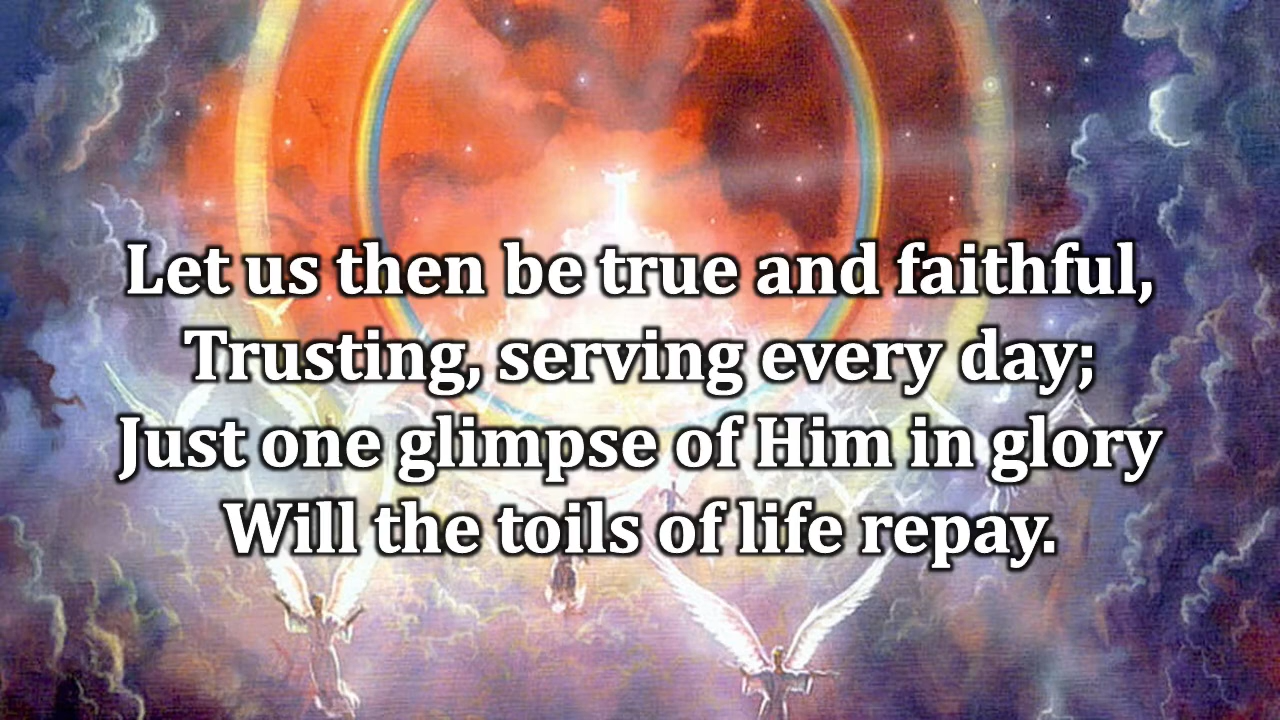 Let us then be true and faithful,
Trusting, serving every day;
Just one glimpse of Him in glory
Will the toils of life repay.